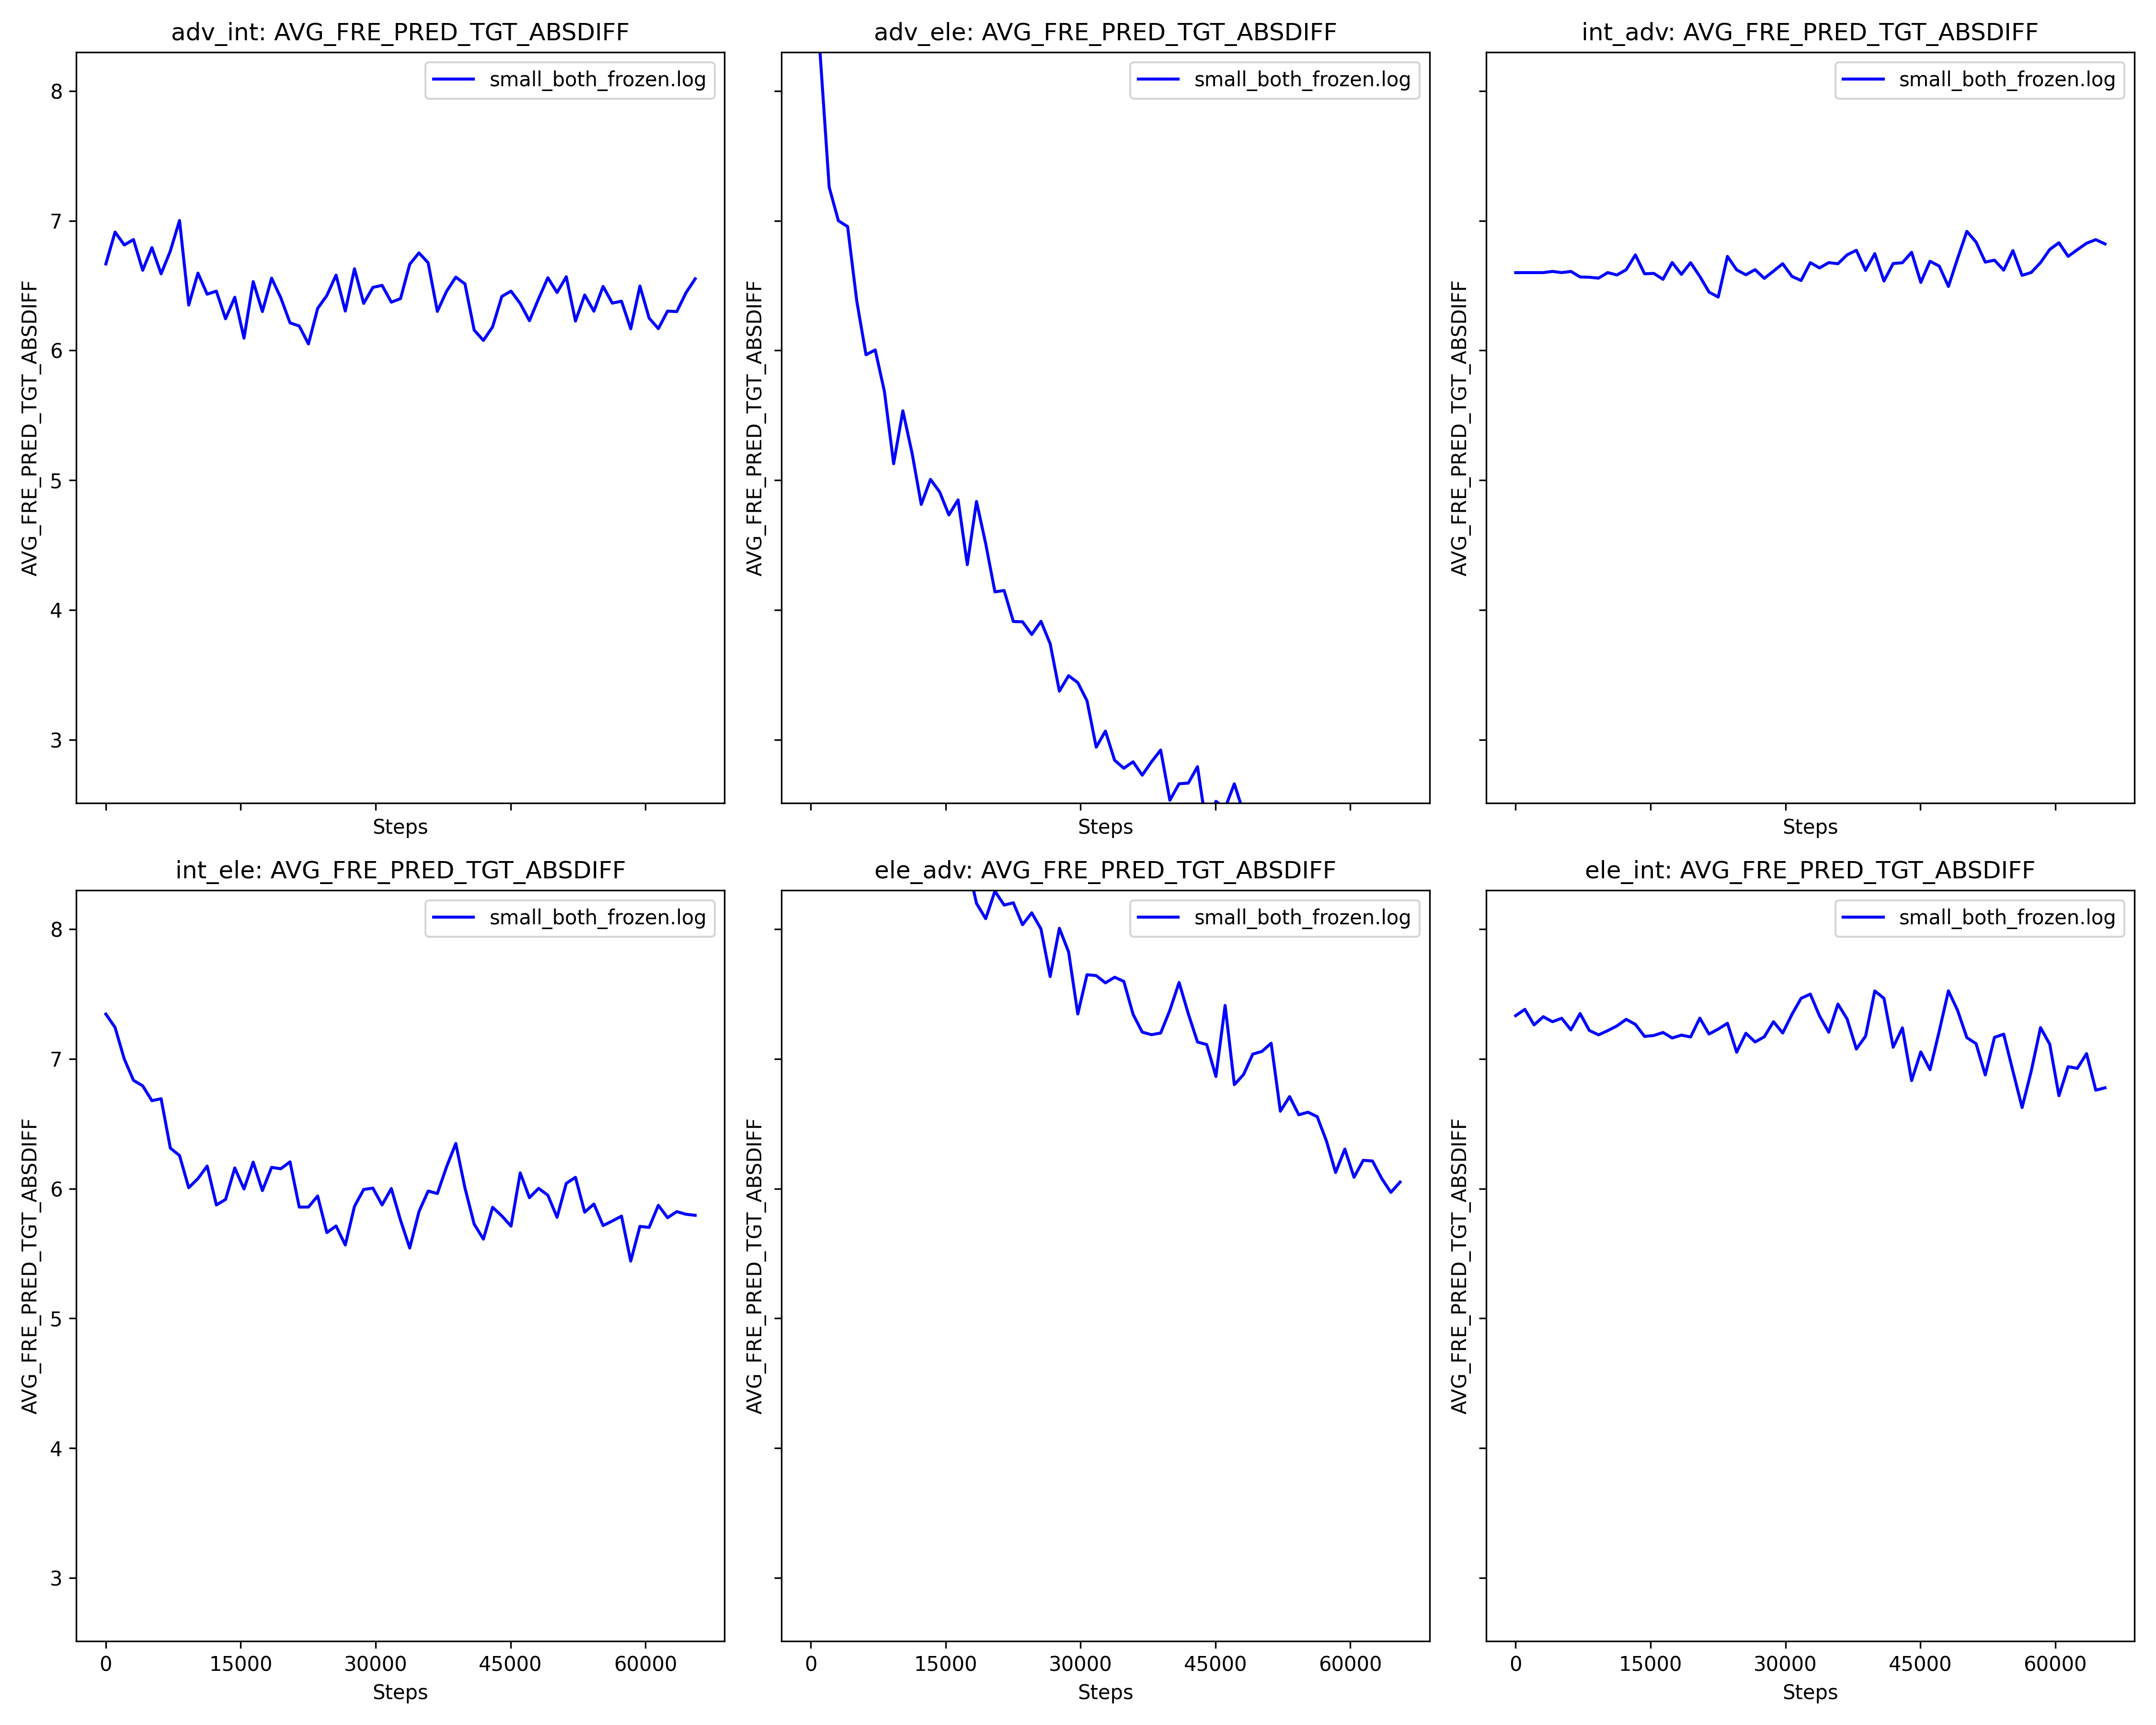 adv_int: AVG_FRE_PRED_TGT_ABSDIFF
small_both_frozen.log
8
7
6
5
4
3
AVG_FRE_PRED_TGT_ABSDIFF
Steps
adv_ele: AVG_FRE_PRED_TGT_ABSDIFF
small_both_frozen.log
AVG_FRE_PRED_TGT_ABSDIFF
Steps
int_adv: AVG_FRE_PRED_TGT_ABSDIFF
small_both_frozen.log
AVG_FRE_PRED_TGT_ABSDIFF
Steps
int_ele: AVG_FRE_PRED_TGT_ABSDIFF
small_both_frozen.log
8
7
6
5
4
3
AVG_FRE_PRED_TGT_ABSDIFF
0 15000 30000 45000 60000
Steps
ele_adv: AVG_FRE_PRED_TGT_ABSDIFF
small_both_frozen.log
AVG_FRE_PRED_TGT_ABSDIFF
0 15000 30000 45000 60000
Steps
ele_int: AVG_FRE_PRED_TGT_ABSDIFF
small_both_frozen.log
AVG_FRE_PRED_TGT_ABSDIFF
0 15000 30000 45000 60000
Steps